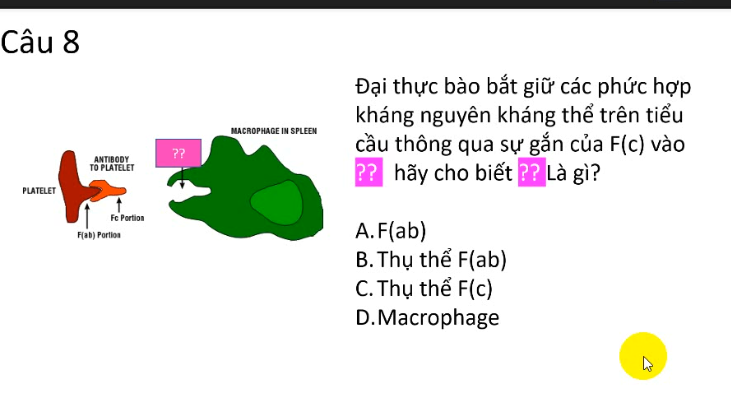 Câu 8
Đại thực bào bắt giữ các phức hợp
kháng nguyên kháng thể trên tiểu
cầu thông qua sự gắn của F(c) vào
?? hãy cho biết ?? Là gì?
A.F(ab)
B.Thụ thể F(ab)
C.Thụ thể F(c)
D.Macrophage
MACROPHAGE IN SPLEEN
??
ANTIBODY
TO PLATELET
PLATELET
Fc Portion
F(ab) Portion